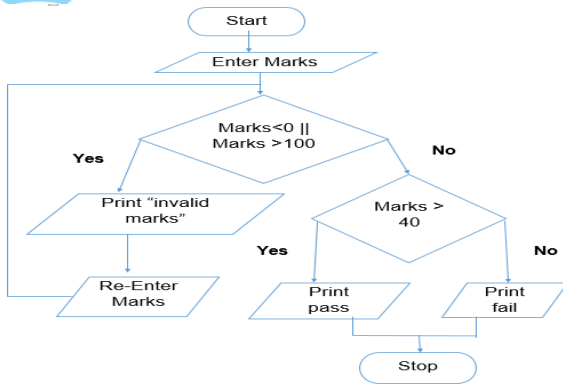 Start
Enter Marks
Marks<0 ||
Marks >100
Yes
No
Print “invalid
marks”
Marks >
40
Yes
No
Re-Enter
Marks
Print
pass
Print
fail
Stop